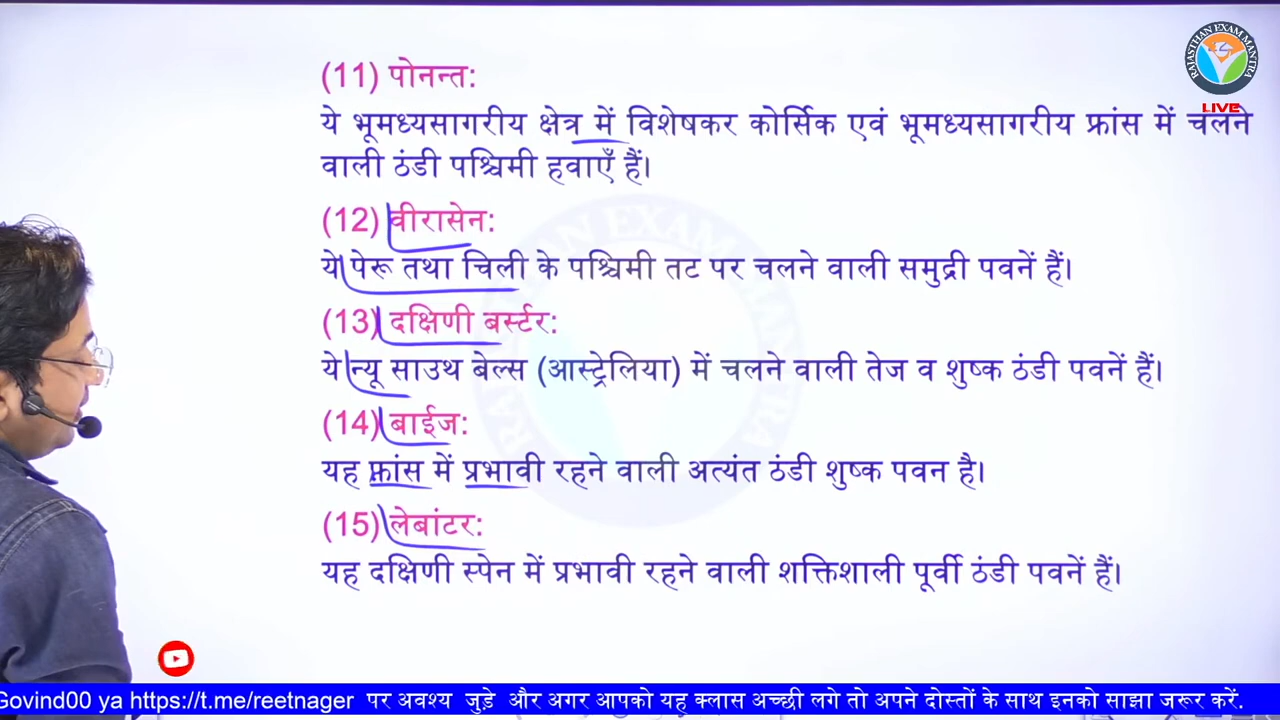 RAJASTHAN EXAM MANTRA
LIVE
(11) पोनन्त:
ये भूमध्यसागरीय क्षेत्र में विशेषकर कोर्सिक एवं भूमध्यसागरीय फ्रांस में चलने
वाली ठंडी पश्चिमी हवाएँ हैं।
(12) वीरासेन:
ये पेरू तथा चिली के पश्चिमी तट पर चलने वाली समुद्री पवनें हैं।
(13) दक्षिणी बर्स्टर:
ये न्यू साउथ बेल्स (आस्ट्रेलिया) में चलने वाली तेज व शुष्क ठंडी पवनें हैं।
(14) बाईज:
यह फ्रांस में प्रभावी रहने वाली अत्यंत ठंडी शुष्क पवन है।
(15) लेबांटर:
यह दक्षिणी स्पेन में प्रभावी रहने वाली शक्तिशाली पूर्वी ठंडी पवनें हैं।
Govind00 ya https://t.me/reetnager पर अवश्य जुड़े और अगर आपको यह क्लास अच्छी लगे तो अपने दोस्तों के साथ इनको साझा जरूर करें.